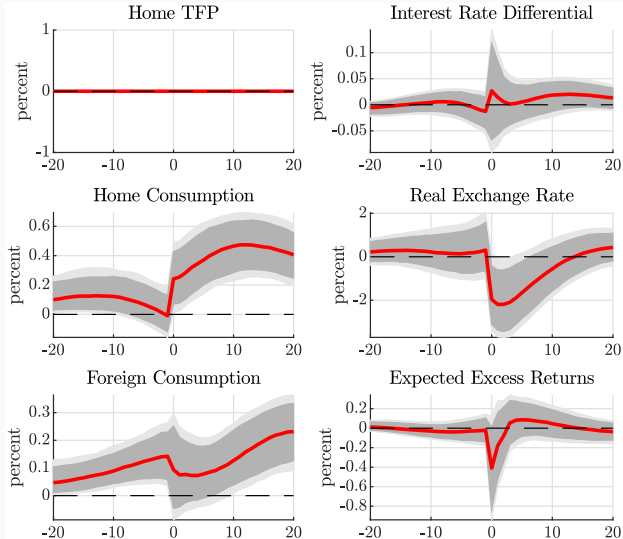 Home TFP
percent
1
0
-1
-20 -10 0 10 20
Interest Rate Differential
percent
0.1
0.05
0
-0.05
-20 -10 0 10 20
Home Consumption
percent
0.6
0.4
0.2
0
-20 -10 0 10 20
Real Exchange Rate
percent
2
0
-2
-20 -10 0 10 20
Foreign Consumption
percent
0.3
0.2
0.1
0
-20 -10 0 10 20
Expected Excess Returns
percent
0.2
0
-0.2
-0.4
-0.6
-0.8
-20 -10 0 10 20